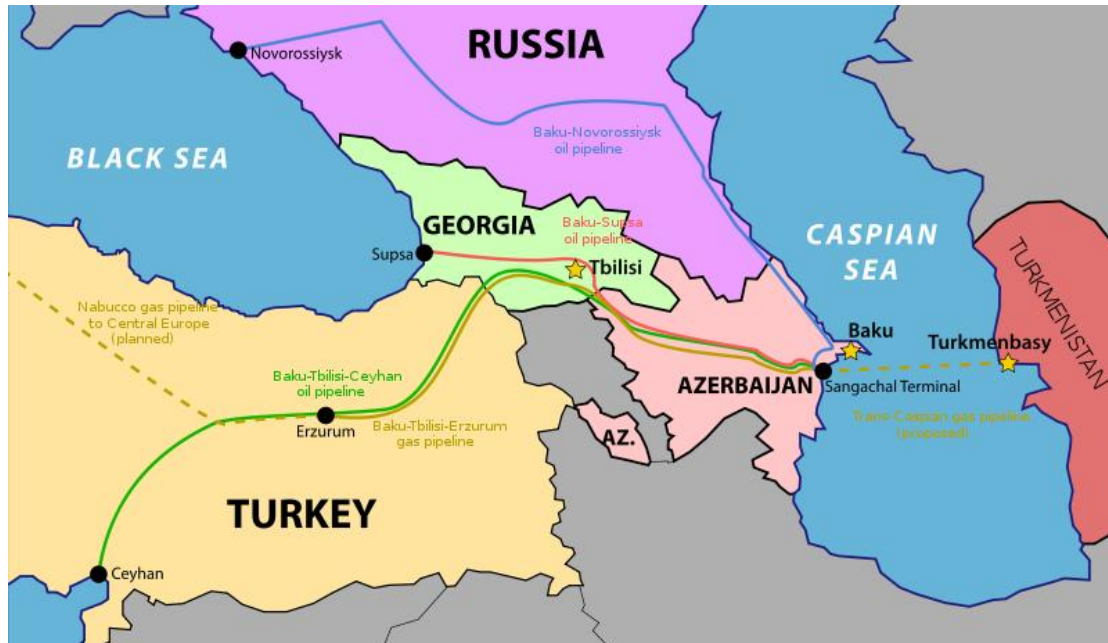 RUSSIA
Novorossiysk
Baku-Novorossiysk
oil pipeline
BLACK SEA
GEORGIA
Baku-Supsa
oil pipeline
Supsa
Tbilisi
CASPIAN
SEA
TURKMENISTAN
Nabucco gas pipeline
to Central Europe
(planned)
Baku
Turkmenbasy
Baku-Tbilisi-Ceyhan
oil pipeline
AZERBAIJAN
Sangachal Terminal
Erzurum
Baku-Tbilisi-Erzurum
gas pipeline
Trans-Caspian gas pipeline
(proposed)
AZ.
TURKEY
Ceyhan